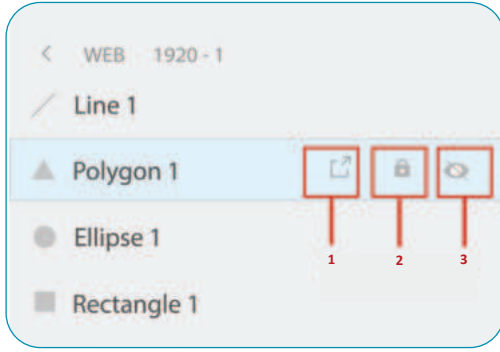 WEB 1920 - 1
Line 1
Polygon 1
Ellipse 1
1 2 3
Rectangle 1